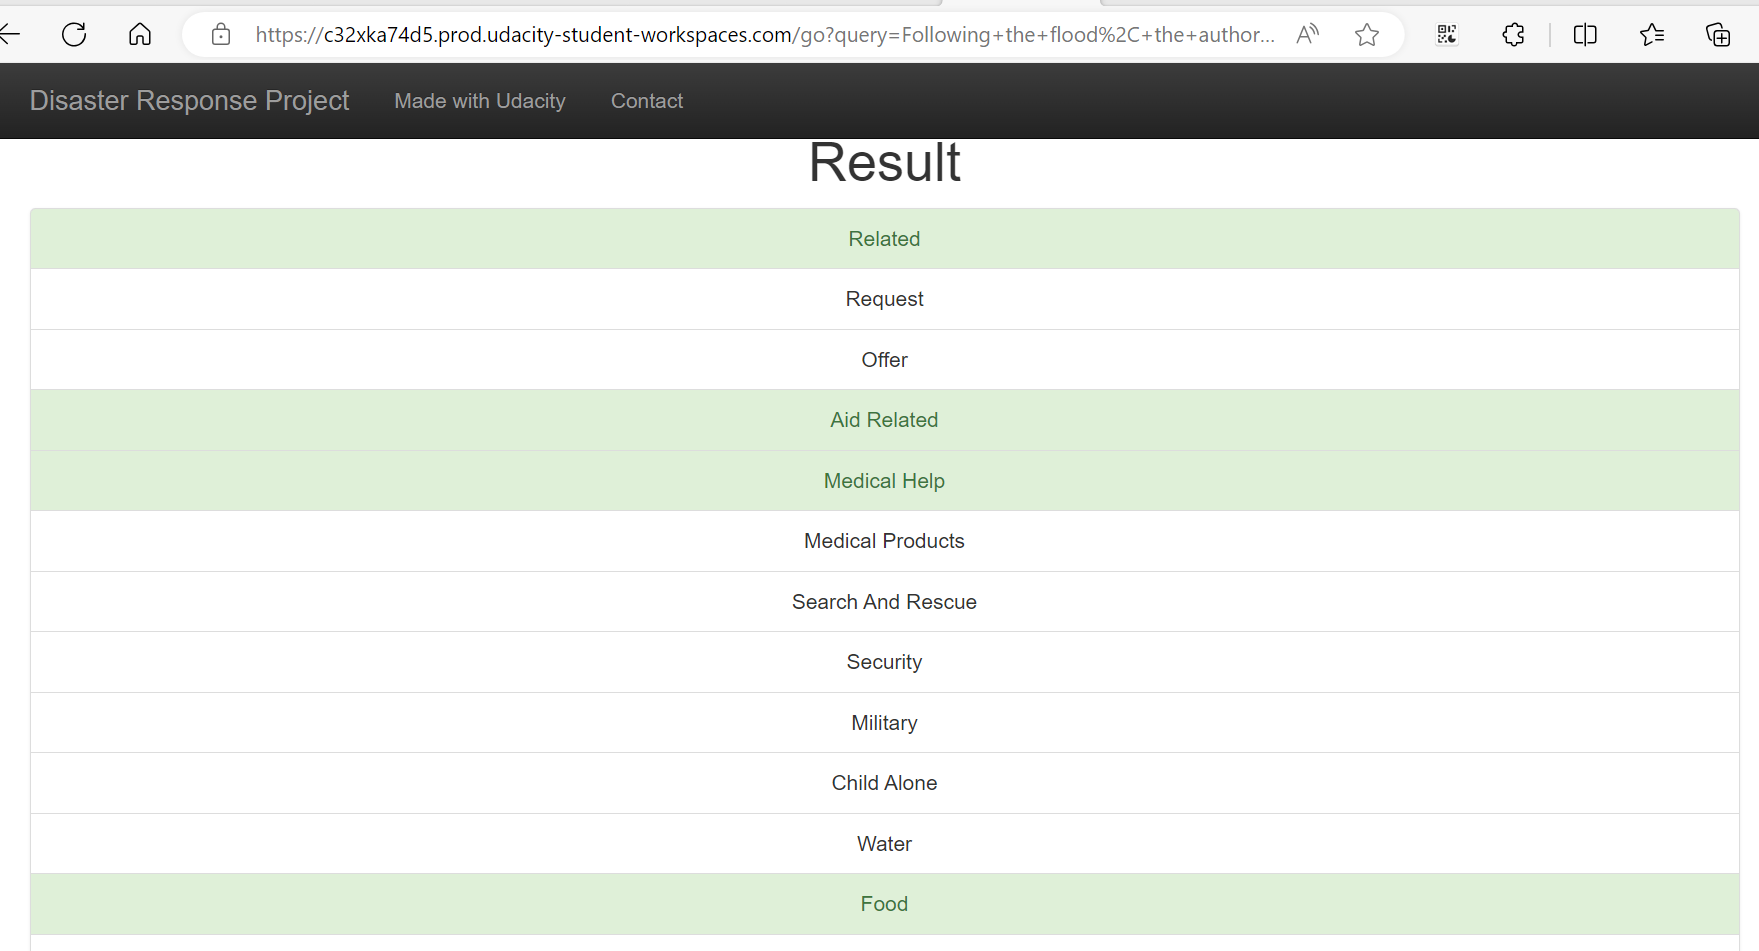 https://c32xka74d5.prod.udacity-student-workspaces.com/go?query=Following+the+flood%2C+the+author...
Disaster Response Project Made with Udacity Contact
Result
Related
Request
Offer
Aid Related
Medical Help
Medical Products
Search And Rescue
Security
Military
Child Alone
Water
Food